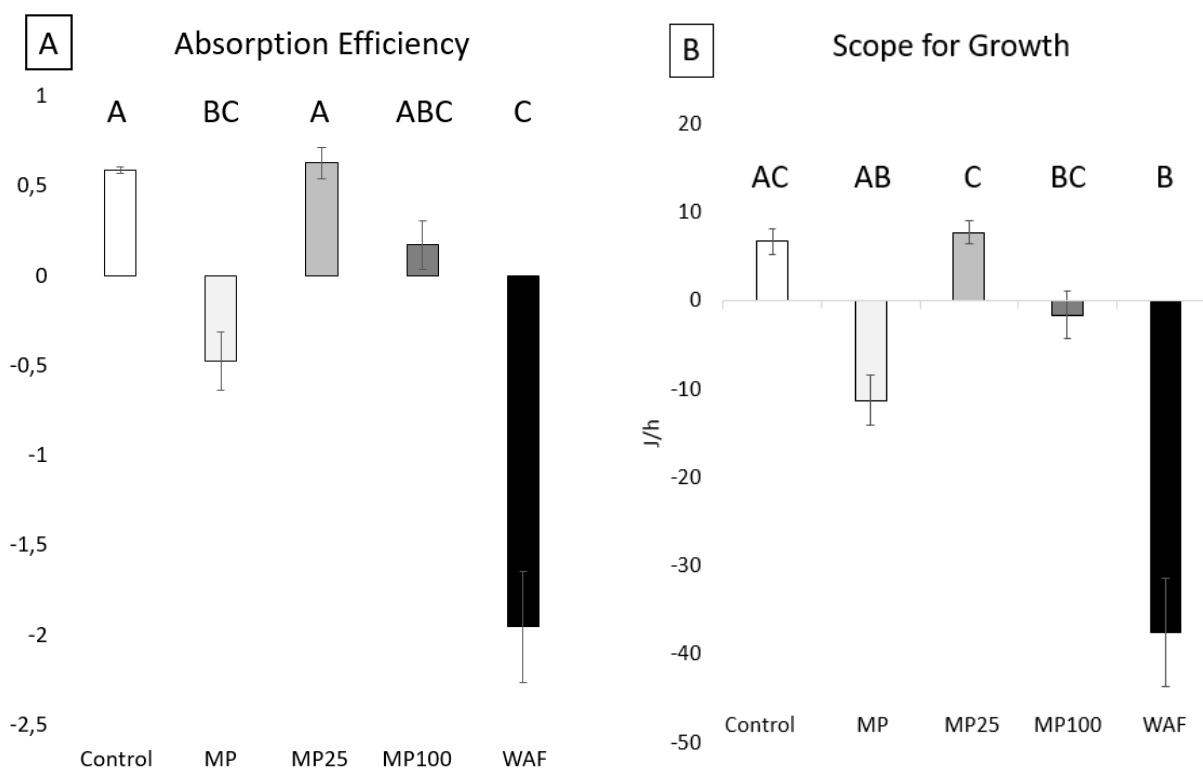 A Absorption Efficiency
1
A BC A ABC C
0,5
0
-0,5
-1
-1,5
-2
-2,5
Control MP MP25 MP100 WAF
B Scope for Growth
20
AC AB C BC B
10
0
-10
J/h
-20
-30
-40
Control MP MP25 MP100 WAF
-50